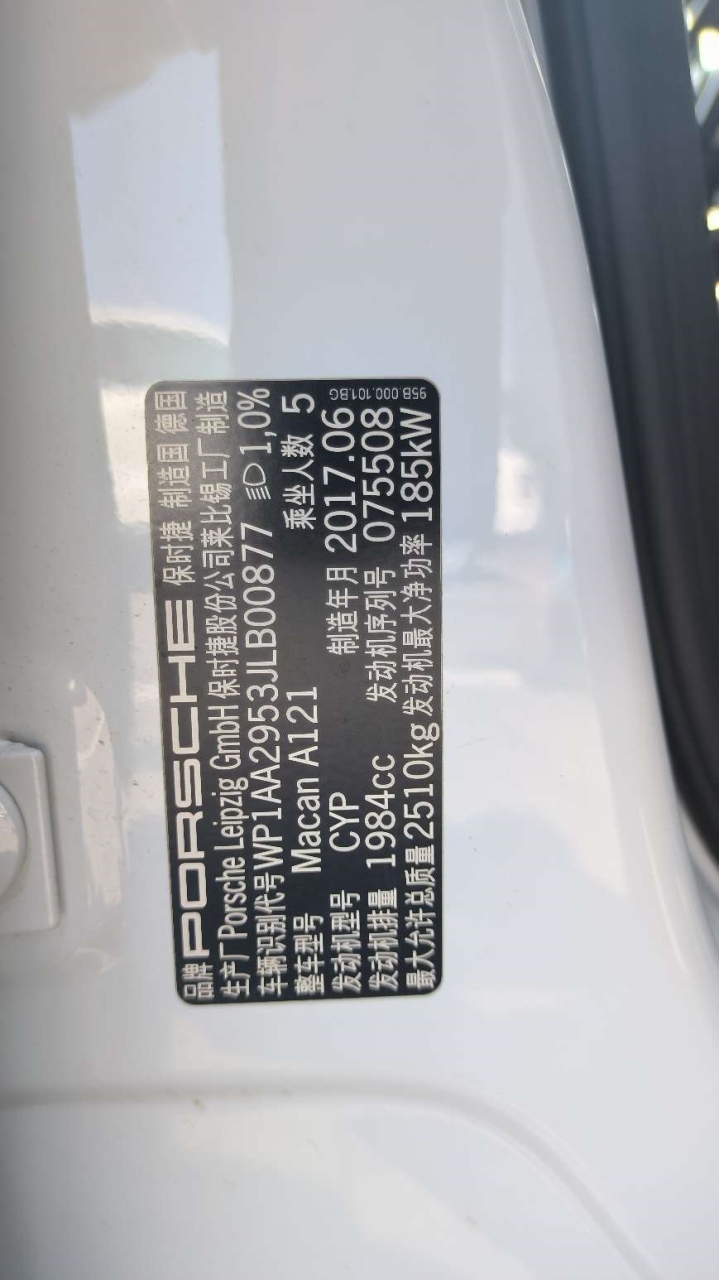 品牌 PORSCHE 保时捷 制造国 德国
生产厂 Porsche Leipzig GmbH 保时捷股份公司莱比锡工厂制造
车辆识别代号 WP1AA2953JLB00877 1,0%
整车型号 Macan A121 乘坐人数 5
发动机型号 CYP 制造年月 2017.06
发动机排量 1984cc 发动机序列号 075508
最大允许总质量 2510kg 发动机最大净功率 185kW
95B.000.101.BG